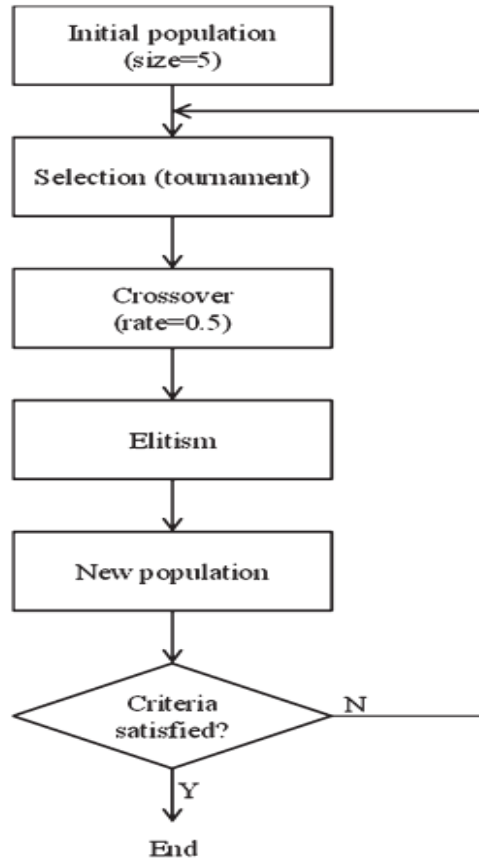 Initial population
(size=5)
Selection (tournament)
Crossover
(rate=0.5)
Elitism
New population
Criteria
satisfied?
N
Y
End